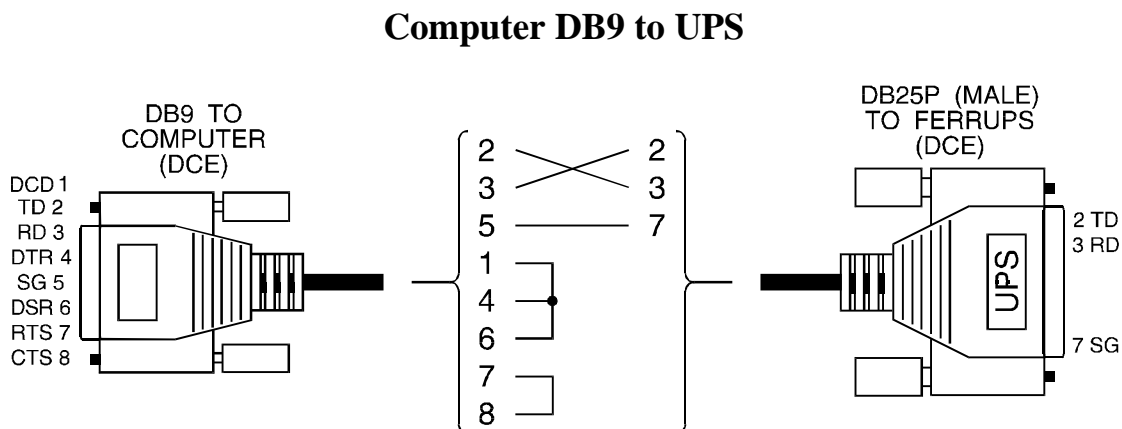 Computer DB9 to UPS
DB9 TO
COMPUTER
(DCE)
DCD 1
TD 2
RD 3
DTR 4
SG 5
DSR 6
RTS 7
CTS 8
2 2
3 3
5 7
1
4
6
7
8
DB25P (MALE)
TO FERRUPS
(DCE)
UPS
2 TD
3 RD
7 SG